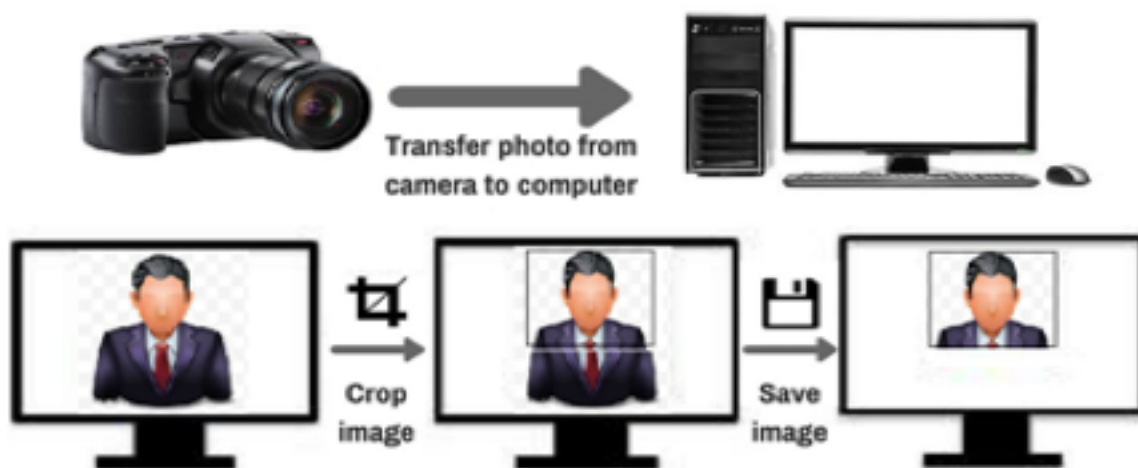 Transfer photo from
camera to computer
Crop
image
Save
image